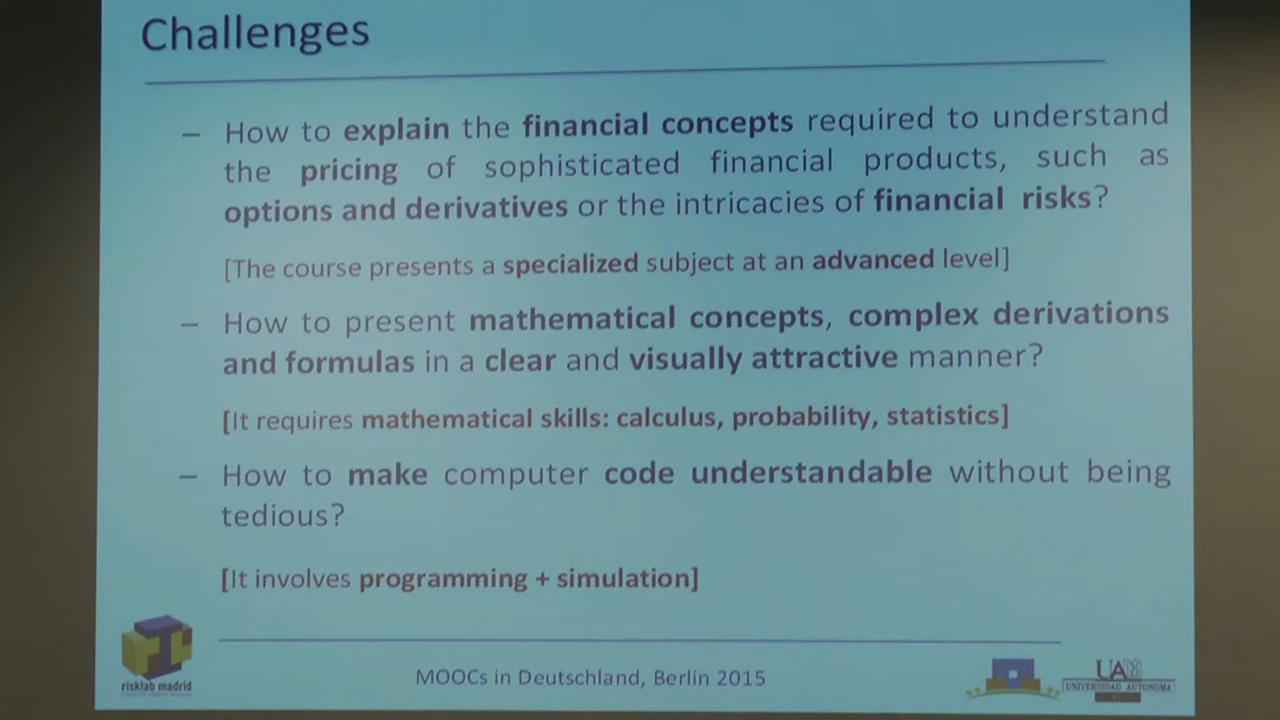 Challenges
– How to explain the financial concepts required to understand
the pricing of sophisticated financial products, such as
options and derivatives or the intricacies of financial risks?
[The course presents a specialized subject at an advanced level]
– How to present mathematical concepts, complex derivations
and formulas in a clear and visually attractive manner?
[It requires mathematical skills: calculus, probability, statistics]
– How to make computer code understandable without being
tedious?
[It involves programming + simulation]
risklab madrid
MOOCs in Deutschland, Berlin 2015
UAM
UNIVERSIDAD AUTONOMA